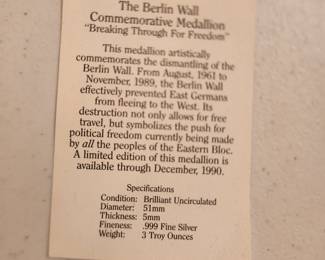 The Berlin Wall
Commemorative Medallion
"Breaking Through For Freedom"
This medallion artistically
commemorates the dismantling of the
Berlin Wall. From August, 1961 to
November, 1989, the Berlin Wall
effectively prevented East Germans
from fleeing to the West. Its
destruction not only allows for free
travel, but symbolizes the push for
political freedom currently being made
by all the peoples of the Eastern Bloc.
A limited edition of this medallion is
available through December, 1990.
Specifications
Condition: Brilliant Uncirculated
Diameter: 51mm
Thickness: 5mm
Fineness: .999 Fine Silver
Weight: 3 Troy Ounces